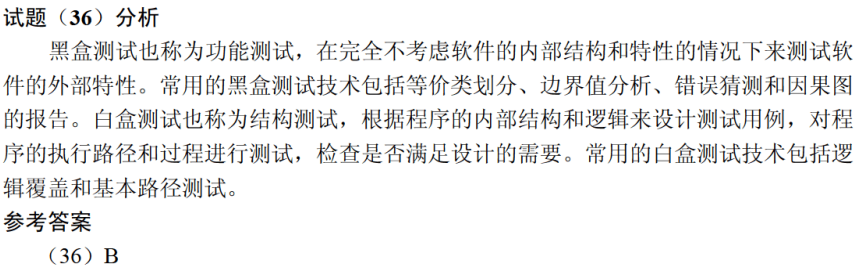 试题（36）分析
黑盒测试也称为功能测试，在完全不考虑软件的内部结构和特性的情况下来测试软
件的外部特性。常用的黑盒测试技术包括等价类划分、边界值分析、错误猜测和因果图
的报告。白盒测试也称为结构测试，根据程序的内部结构和逻辑来设计测试用例，对程
序的执行路径和过程进行测试，检查是否满足设计的需要。常用的白盒测试技术包括逻
辑覆盖和基本路径测试。
参考答案
（36）B